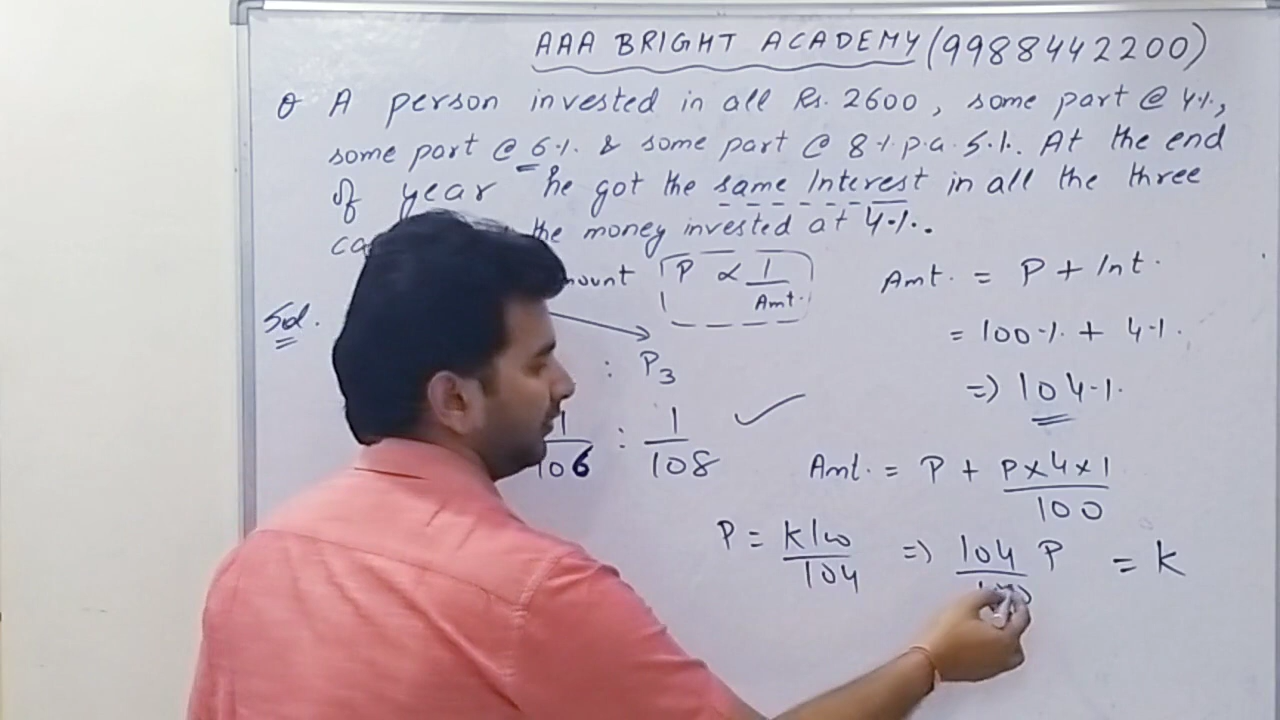 AAA BRIGHT ACADEMY (9988442200)
Q A person invested in all Rs. 2600, some part @ 4%,
some part @ 6% & some part @ 8% p.a. S.I. At the end
of year he got the same Interest in all the three
the money invested at 4%.
P ∝ 1/Amt.
Amt. = P + Int.
Sol.
= 100% + 4%.
: P3
=> 104%.
1/106 : 1/108 ✓
Amt. = P + P×4×1/100
P = K100/104 => 104/100 P = K